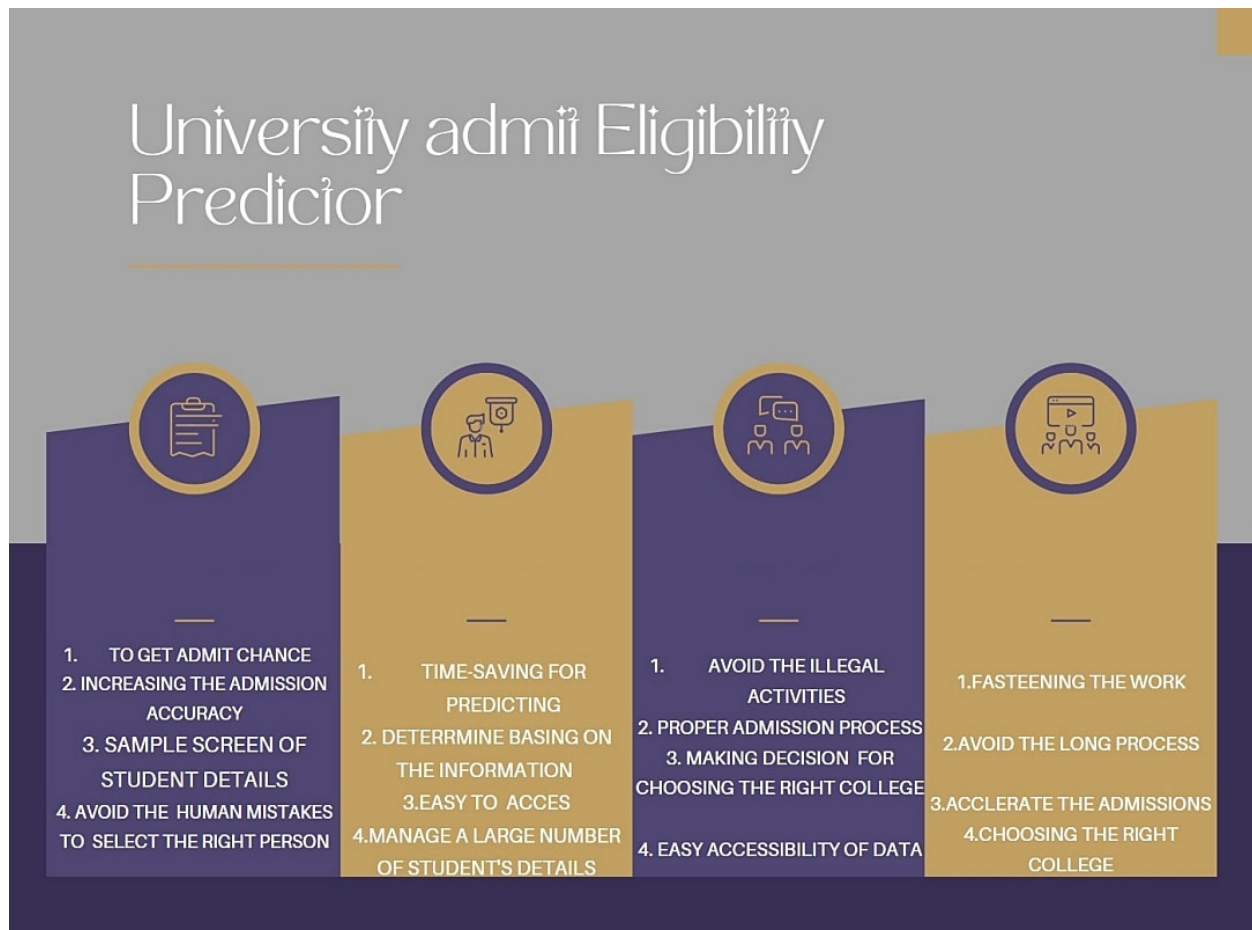 University admit Eligibility
Predictor
1. TO GET ADMIT CHANCE
2. INCREASING THE ADMISSION
ACCURACY
3. SAMPLE SCREEN OF
STUDENT DETAILS
4. AVOID THE HUMAN MISTAKES
TO SELECT THE RIGHT PERSON
1. TIME-SAVING FOR
PREDICTING
2. DETERRMINE BASING ON
THE INFORMATION
3.EASY TO ACCES
4.MANAGE A LARGE NUMBER
OF STUDENT'S DETAILS
1. AVOID THE ILLEGAL
ACTIVITIES
2. PROPER ADMISSION PROCESS
3. MAKING DECISION FOR
CHOOSING THE RIGHT COLLEGE
4. EASY ACCESSIBILITY OF DATA
1.FASTEENING THE WORK
2.AVOID THE LONG PROCESS
3.ACCLERATE THE ADMISSIONS
4.CHOOSING THE RIGHT
COLLEGE